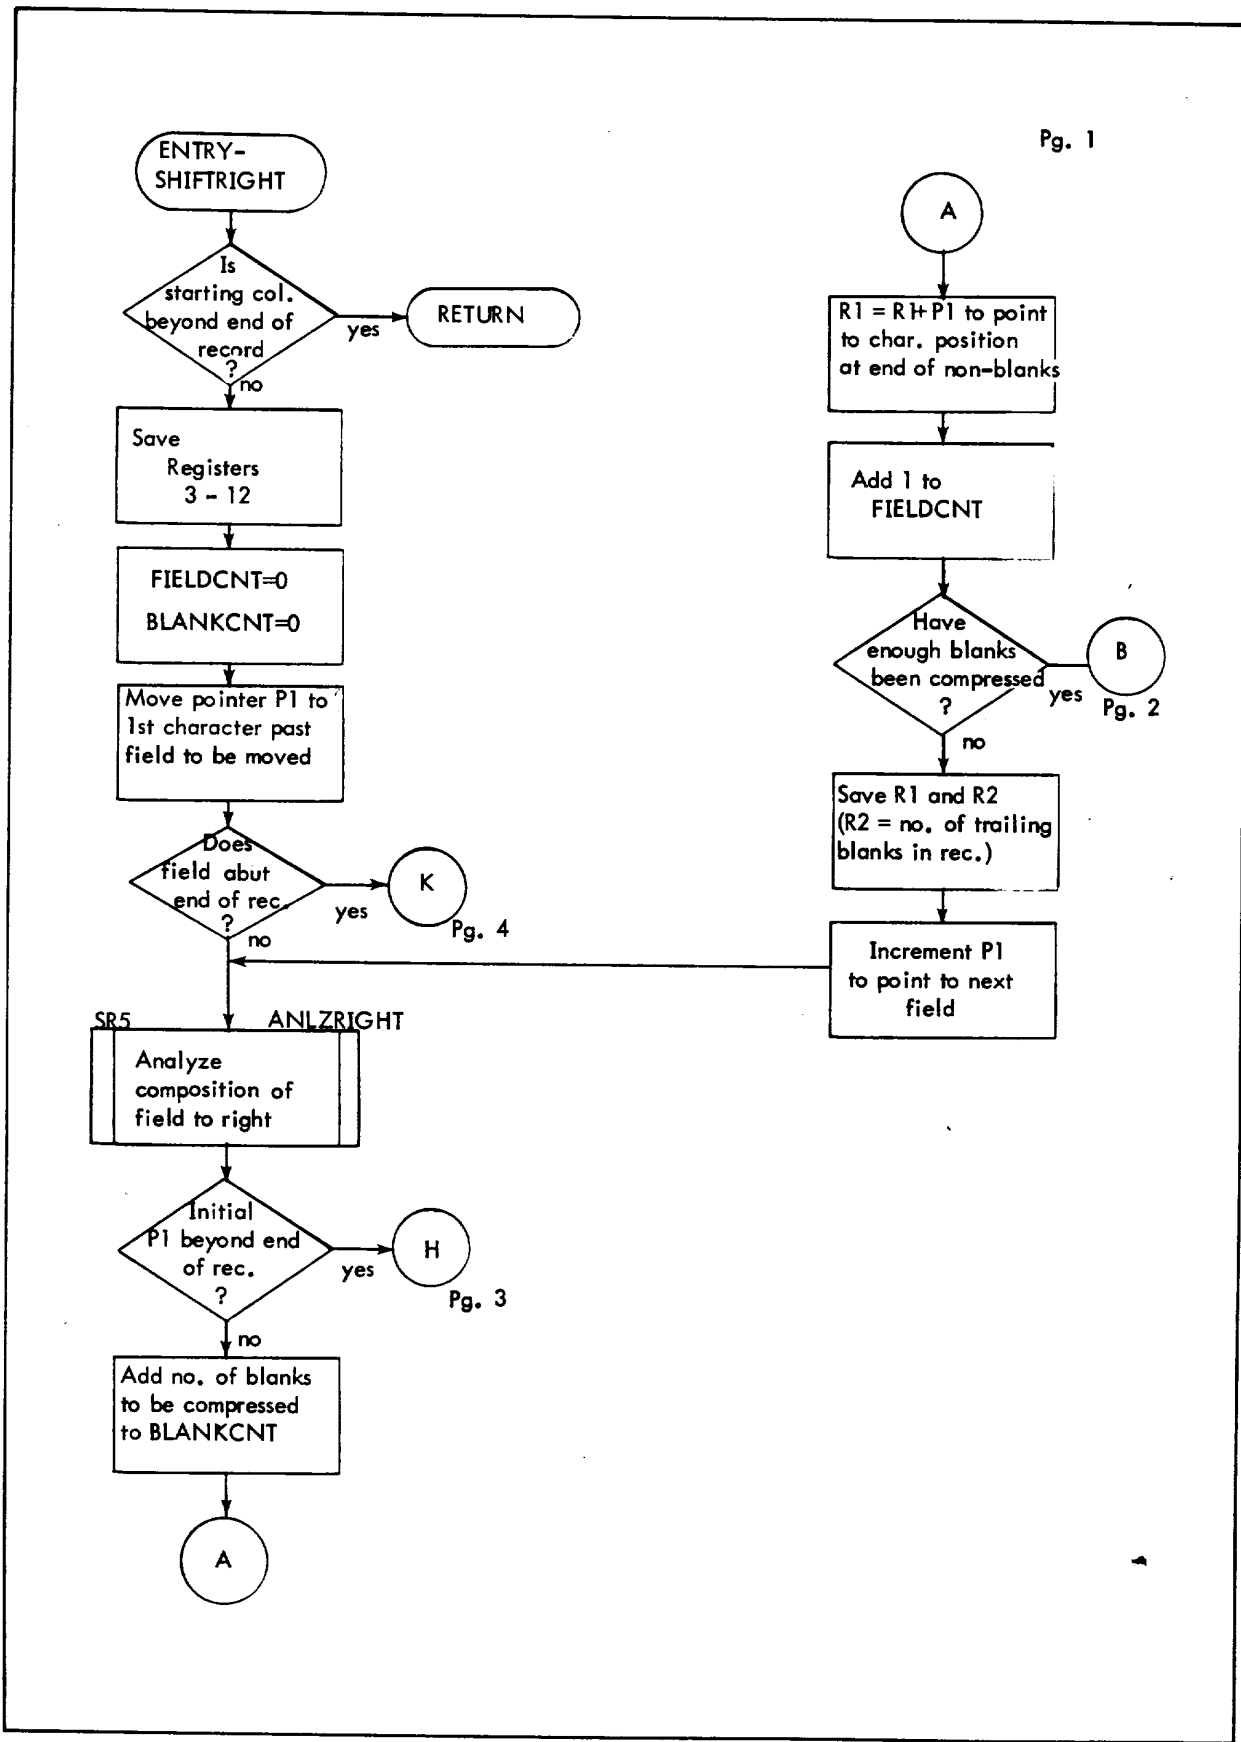 Pg. 1
ENTRY-
SHIFTRIGHT
Is
starting col.
beyond end of
record
?
yes
RETURN
no
Save
Registers
3 - 12
FIELDCNT=0
BLANKCNT=0
Move pointer P1 to
1st character past
field to be moved
Does
field abut
end of rec.
?
yes
K
Pg. 4
no
SR5
ANLZRIGHT
Analyze
composition of
field to right
Initial
P1 beyond end
of rec.
?
yes
H
Pg. 3
no
Add no. of blanks
to be compressed
to BLANKCNT
A
A
R1 = R1+P1 to point
to char. position
at end of non-blanks
Add 1 to
FIELDCNT
Have
enough blanks
been compressed
?
yes
B
Pg. 2
no
Save R1 and R2
(R2 = no. of trailing
blanks in rec.)
Increment P1
to point to next
field